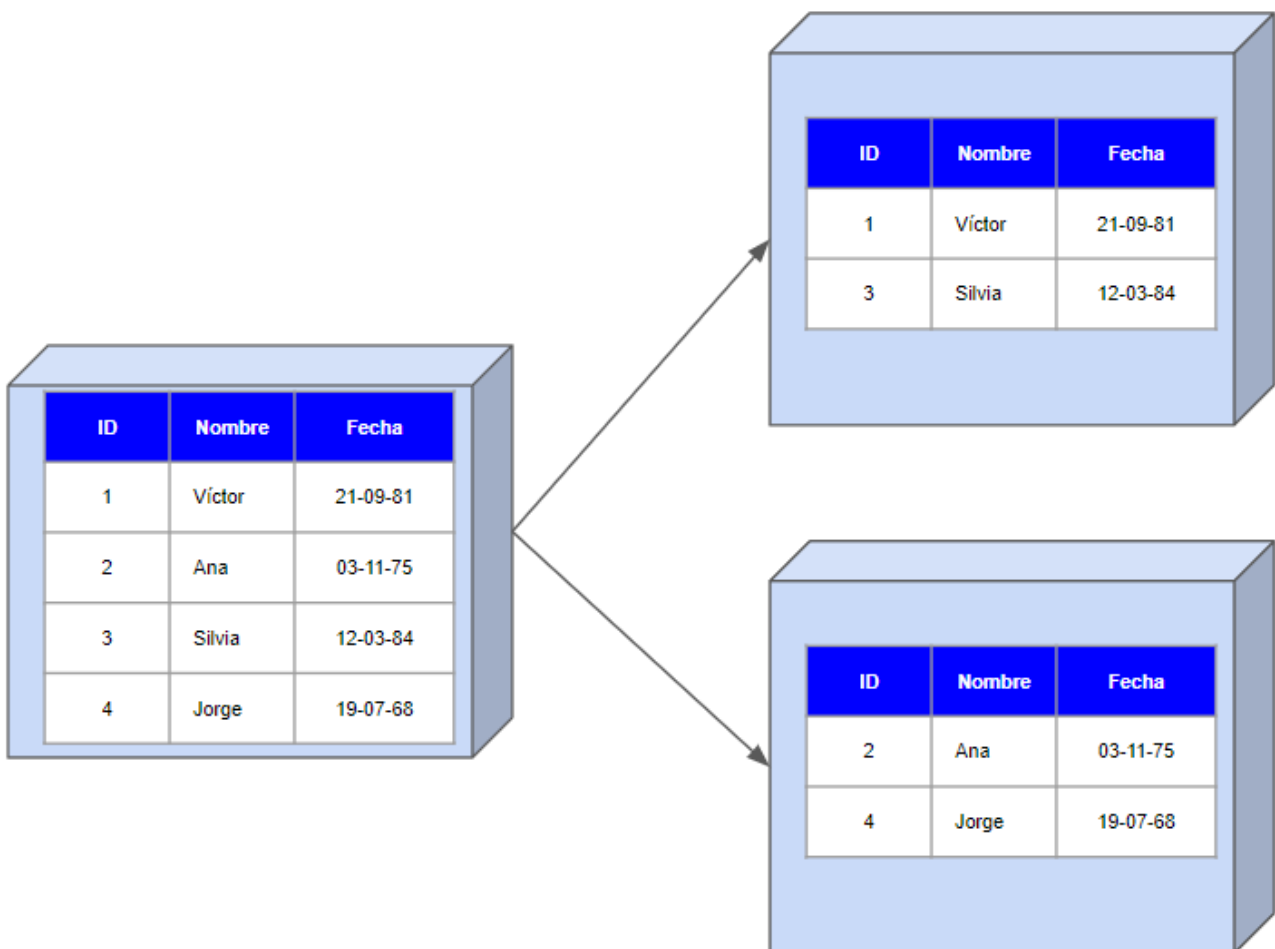 ID Nombre Fecha
1 Víctor 21-09-81
2 Ana 03-11-75
3 Silvia 12-03-84
4 Jorge 19-07-68
ID Nombre Fecha
1 Víctor 21-09-81
3 Silvia 12-03-84
ID Nombre Fecha
2 Ana 03-11-75
4 Jorge 19-07-68